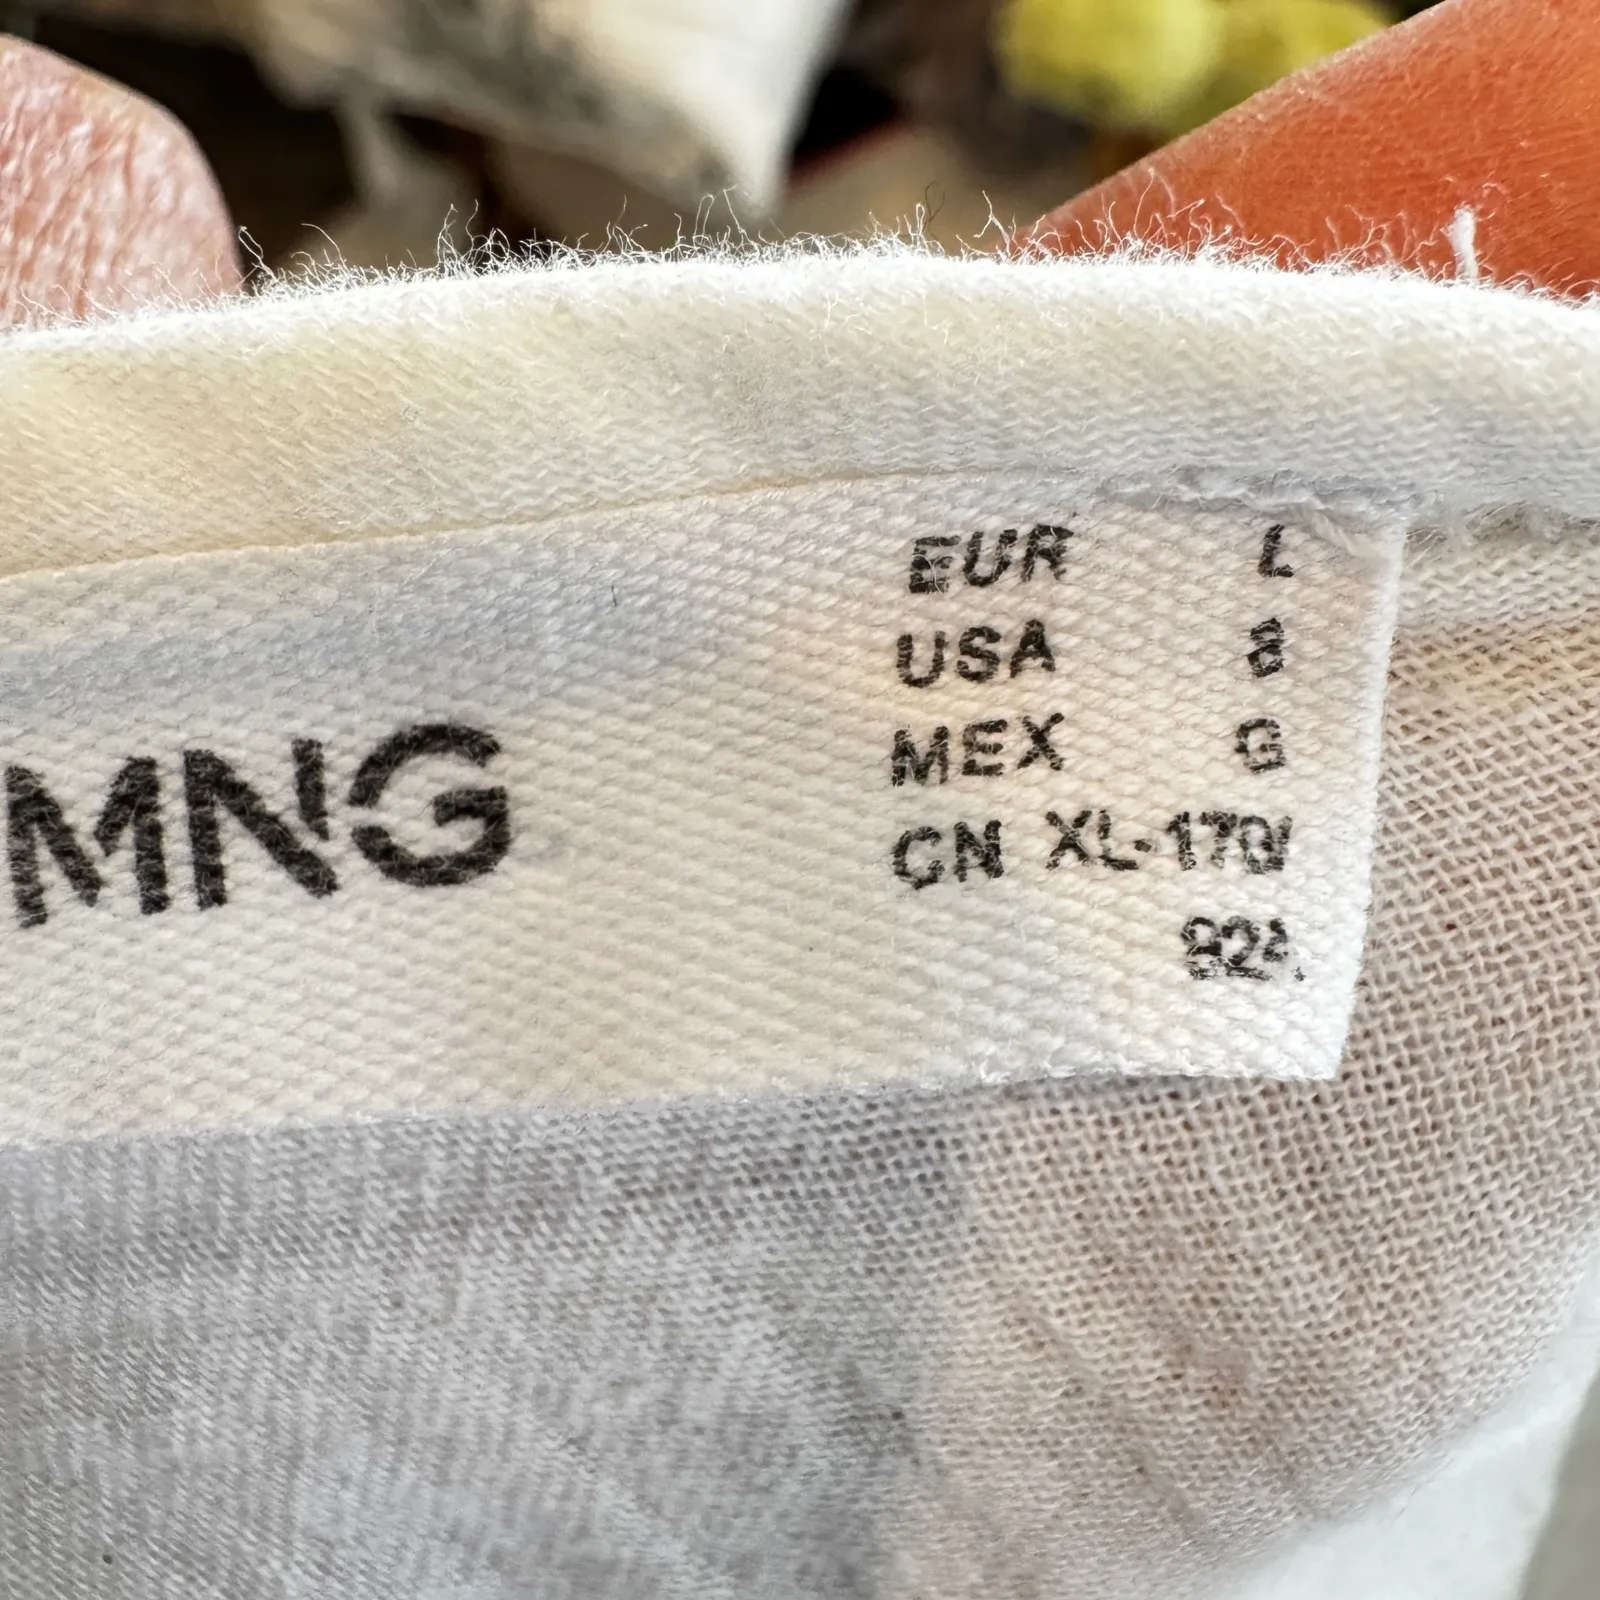 MNG
EUR L
USA 8
MEX G
CN XL-170/
92A